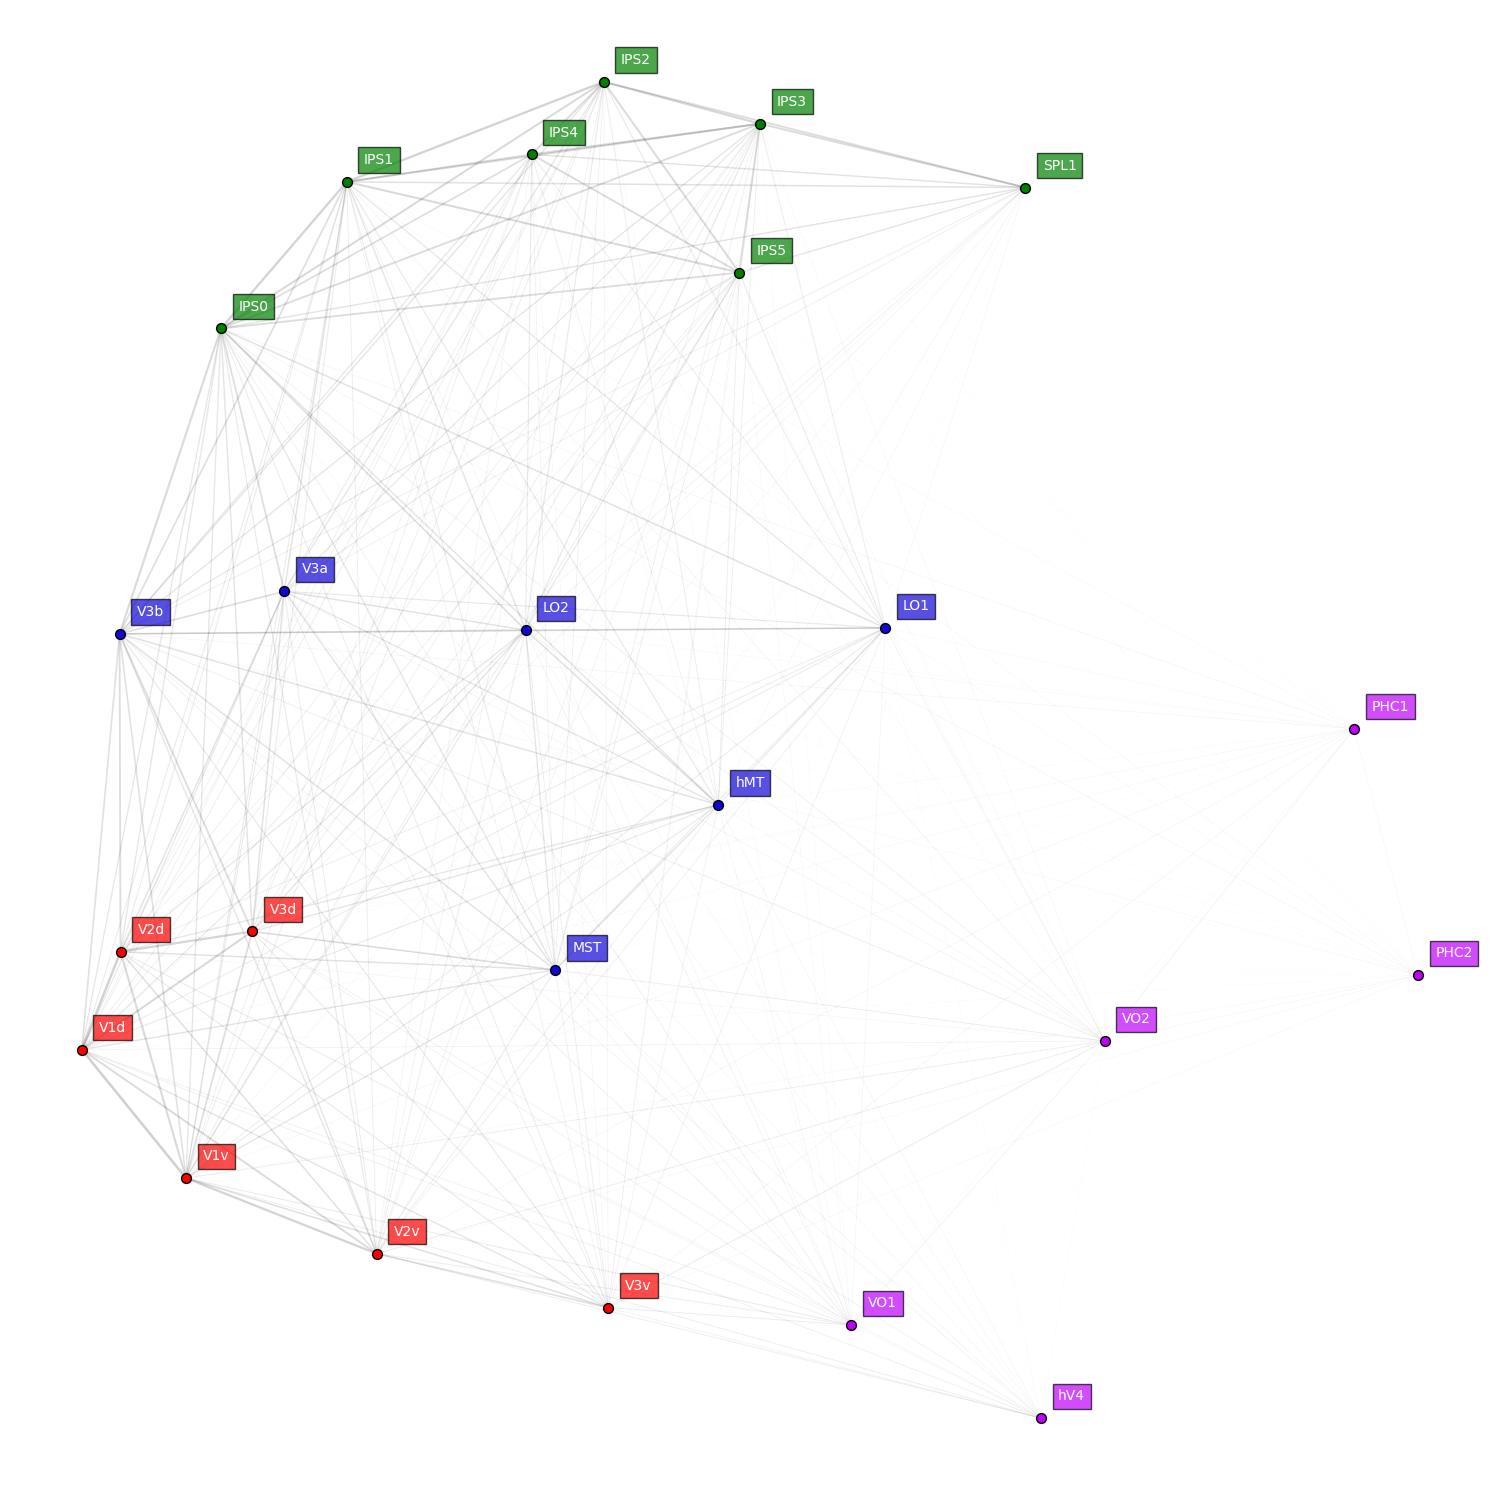 IPS2
IPS3
IPS4
IPS1
SPL1
IPS5
IPS0
V3a
V3b
LO2
LO1
PHC1
hMT
V3d
V2d
MST
PHC2
VO2
V1d
V1v
V2v
V3v
VO1
hV4